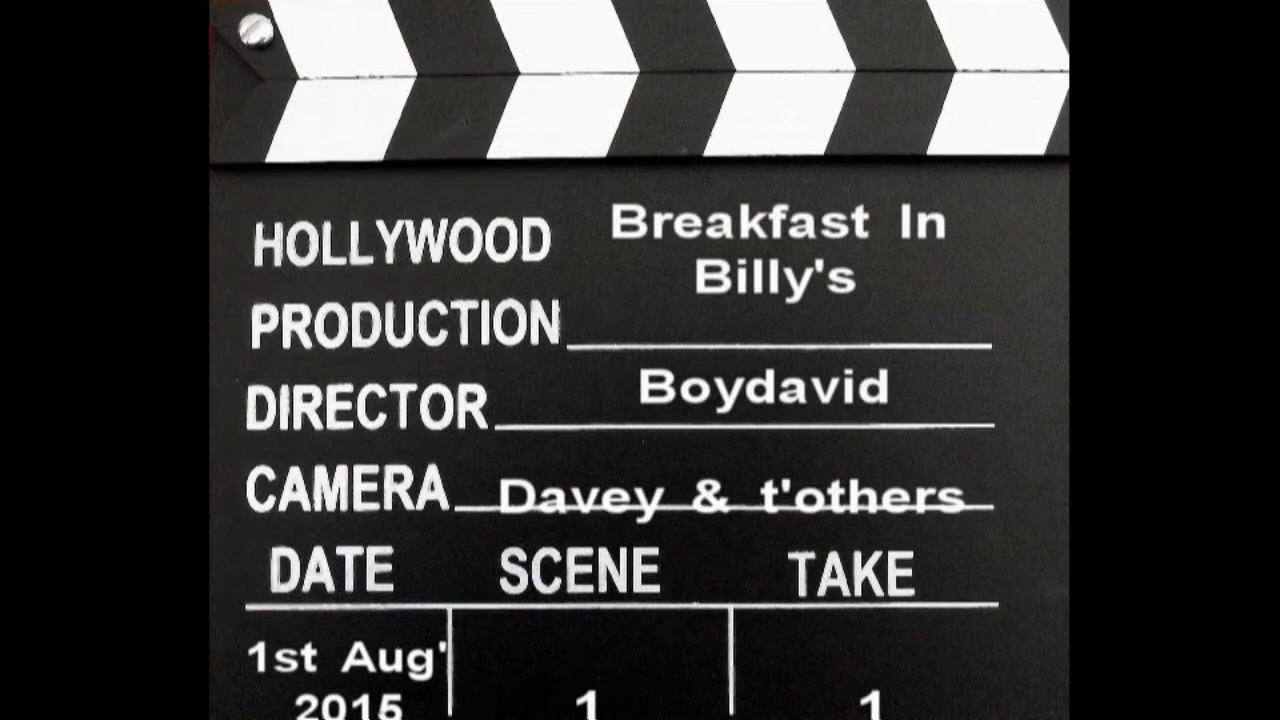 HOLLYWOOD
Breakfast In
Billy's
PRODUCTION
DIRECTOR Boydavid
CAMERA Davey & t'others
DATE SCENE TAKE
1st Aug'
2015 1 1